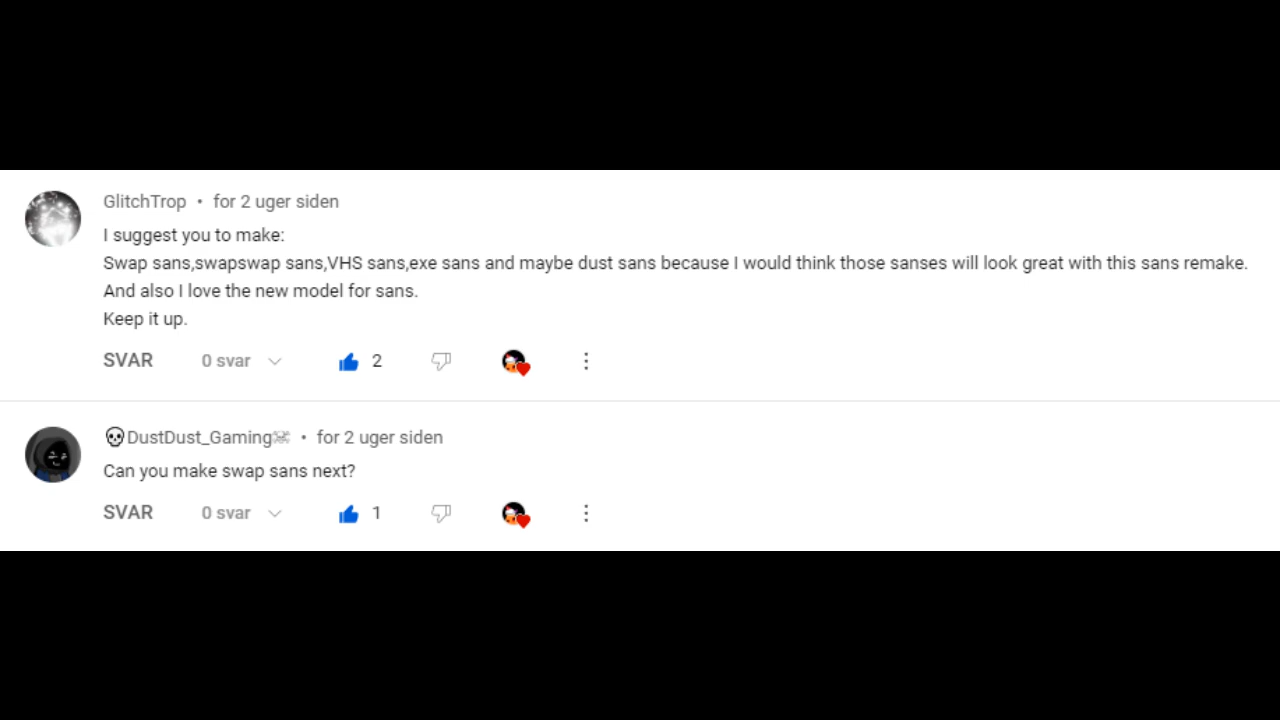 GlitchTrop • for 2 uger siden
I suggest you to make:
Swap sans,swapswap sans,VHS sans,exe sans and maybe dust sans because I would think those sanses will look great with this sans remake.
And also I love the new model for sans.
Keep it up.
SVAR 0 svar 2
💀DustDust_Gaming☠ • for 2 uger siden
Can you make swap sans next?
SVAR 0 svar 1